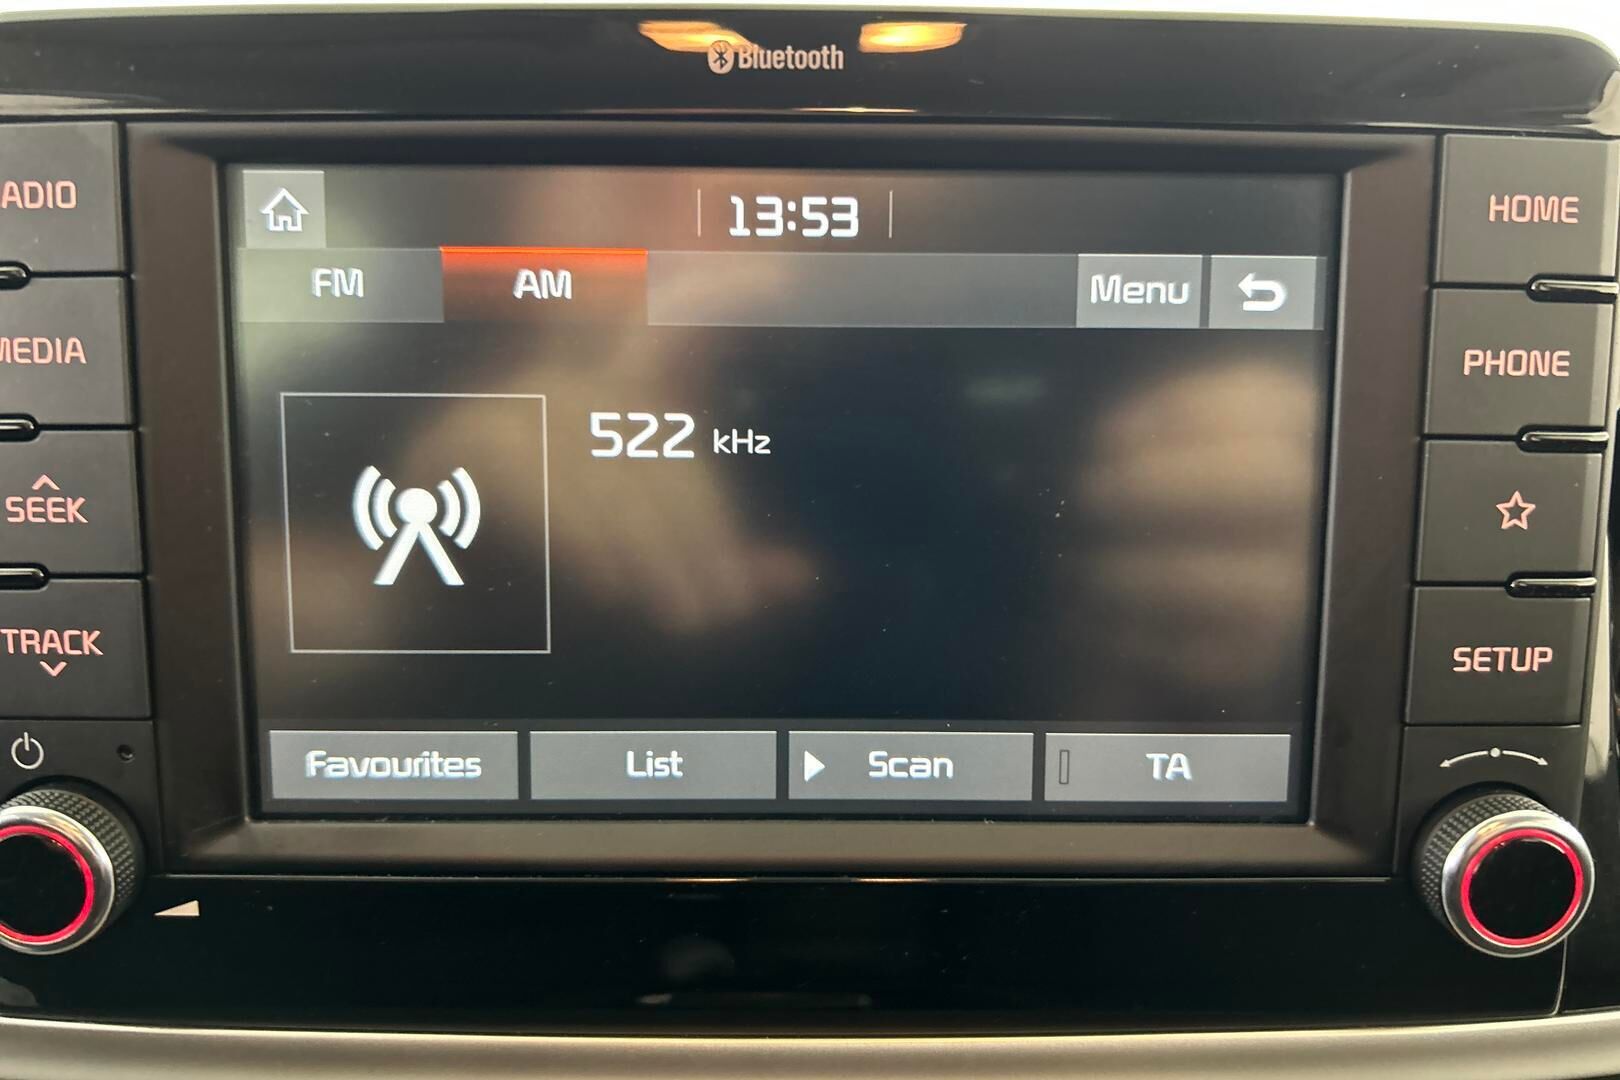 Bluetooth
ADIO
MEDIA
SEEK
TRACK
13:53
FM AM Menu
522 kHz
Favourites List Scan TA
HOME
PHONE
SETUP